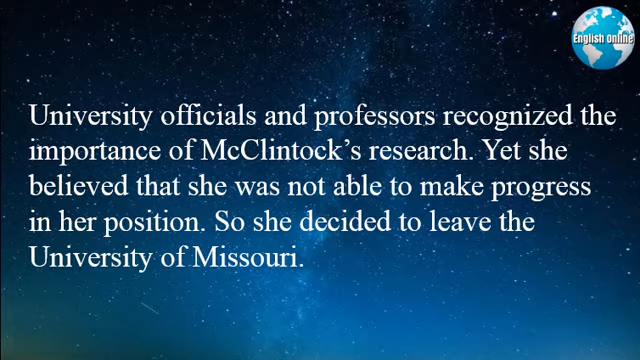 English Online
University officials and professors recognized the
importance of McClintock’s research. Yet she
believed that she was not able to make progress
in her position. So she decided to leave the
University of Missouri.